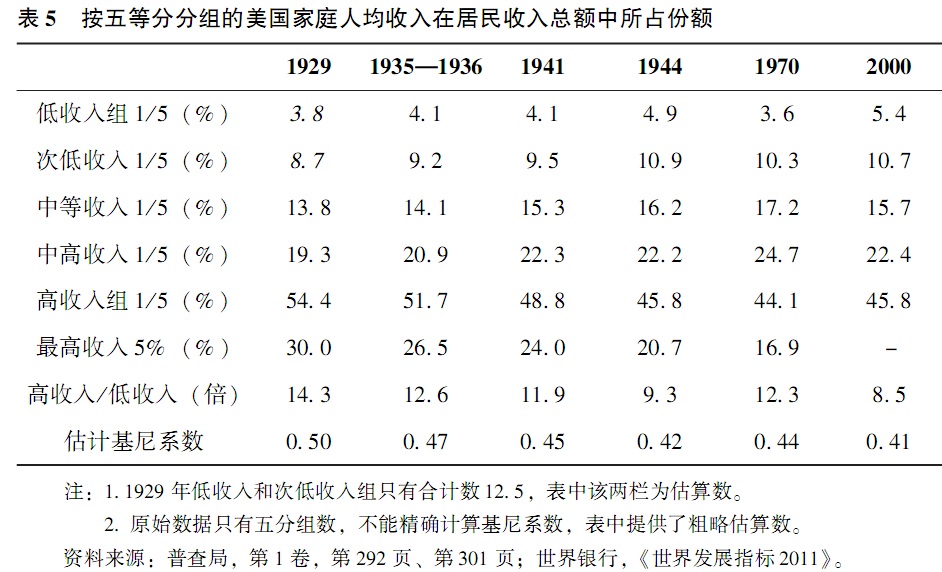 表 5 按五等分分组的美国家庭人均收入在居民收入总额中所占份额
1929 1935—1936 1941 1944 1970 2000
低收入组 1/5 (%) 3.8 4.1 4.1 4.9 3.6 5.4
次低收入 1/5 (%) 8.7 9.2 9.5 10.9 10.3 10.7
中等收入 1/5 (%) 13.8 14.1 15.3 16.2 17.2 15.7
中高收入 1/5 (%) 19.3 20.9 22.3 22.2 24.7 22.4
高收入组 1/5 (%) 54.4 51.7 48.8 45.8 44.1 45.8
最高收入 5% (%) 30.0 26.5 24.0 20.7 16.9 –
高收入/低收入 (倍) 14.3 12.6 11.9 9.3 12.3 8.5
估计基尼系数 0.50 0.47 0.45 0.42 0.44 0.41
注: 1. 1929 年低收入和次低收入组只有合计数 12.5, 表中该两栏为估算数。
2. 原始数据只有五分组数, 不能精确计算基尼系数, 表中提供了粗略估算数。
资料来源: 普查局, 第 1 卷, 第 292 页、第 301 页; 世界银行, 《世界发展指标 2011》。